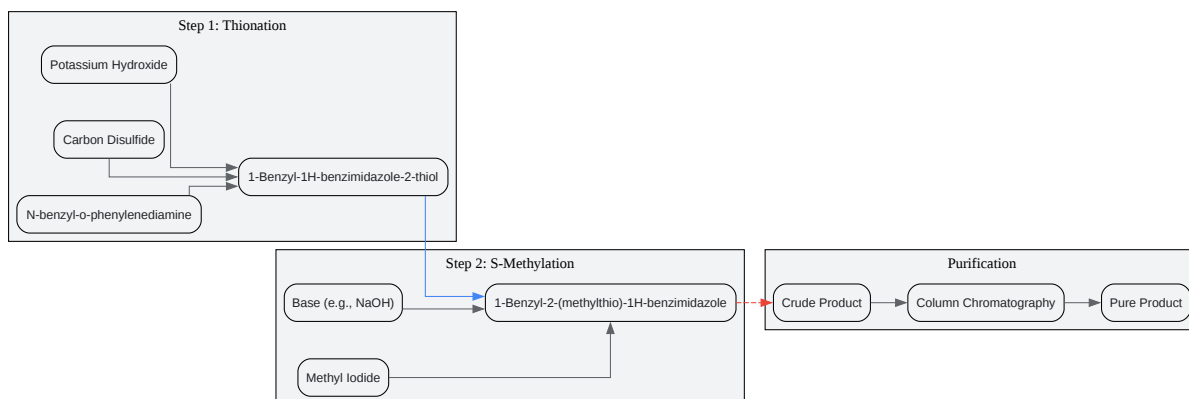 Step 1: Thionation
Potassium Hydroxide
Carbon Disulfide
1-Benzyl-1H-benzimidazole-2-thiol
N-benzyl-o-phenylenediamine
Step 2: S-Methylation
Base (e.g., NaOH)
1-Benzyl-2-(methylthio)-1H-benzimidazole
Methyl Iodide
Purification
Crude Product
Column Chromatography
Pure Product